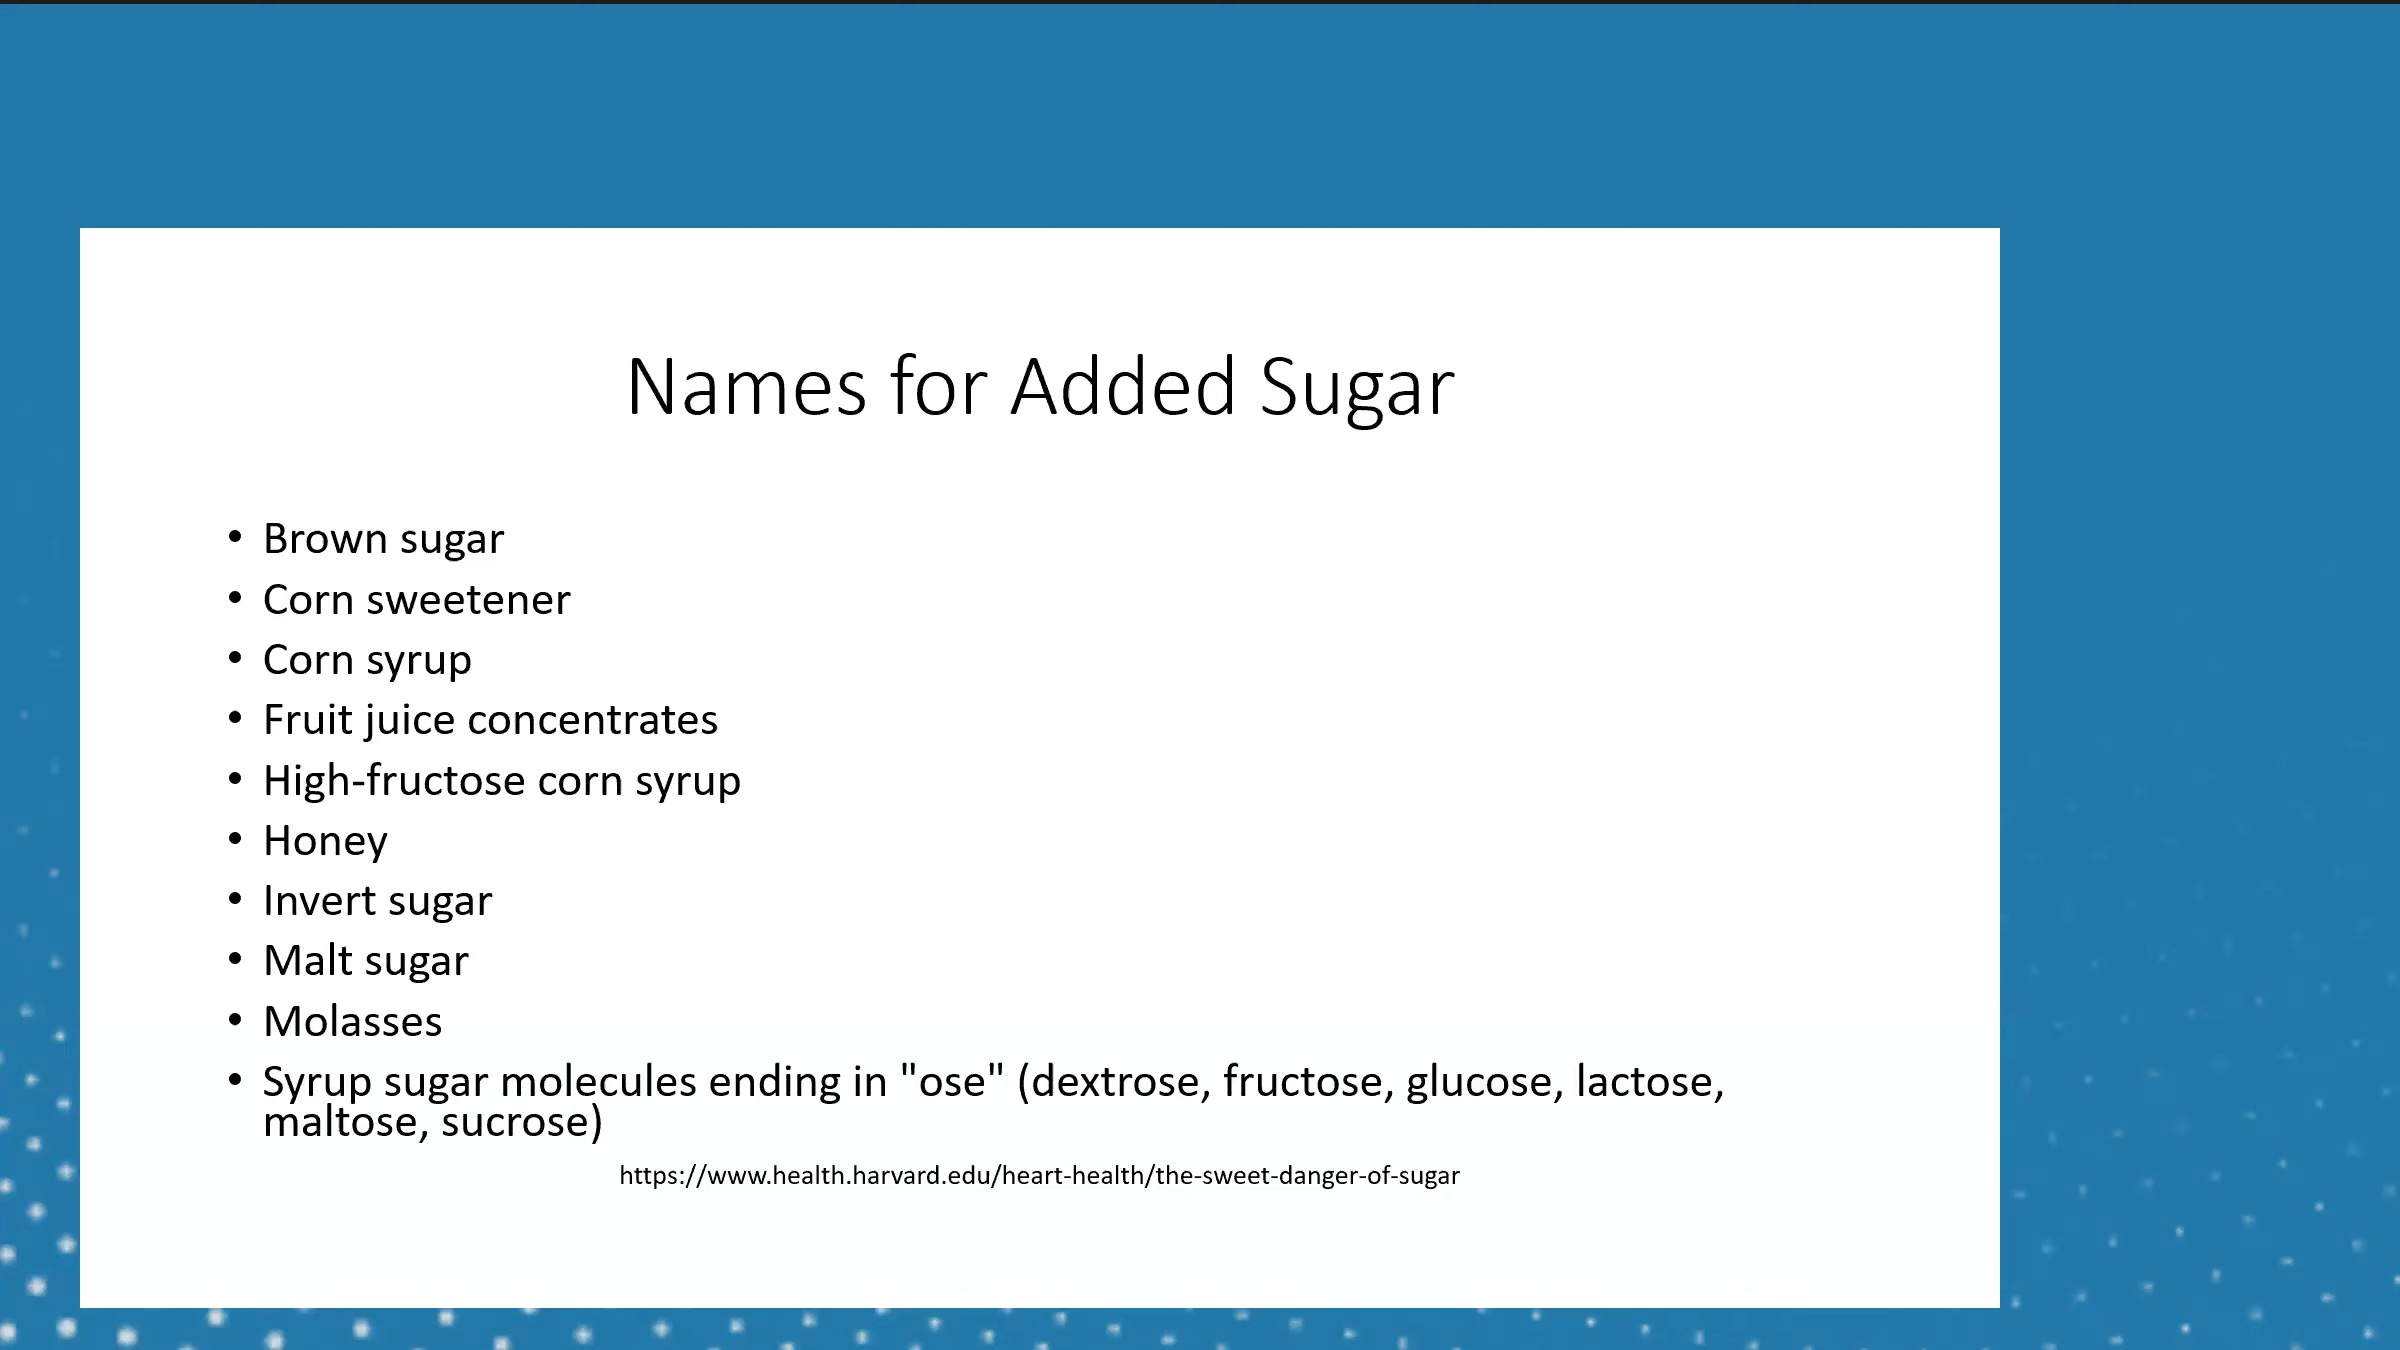 Names for Added Sugar
• Brown sugar
• Corn sweetener
• Corn syrup
• Fruit juice concentrates
• High-fructose corn syrup
• Honey
• Invert sugar
• Malt sugar
• Molasses
• Syrup sugar molecules ending in "ose" (dextrose, fructose, glucose, lactose,
maltose, sucrose)
https://www.health.harvard.edu/heart-health/the-sweet-danger-of-sugar